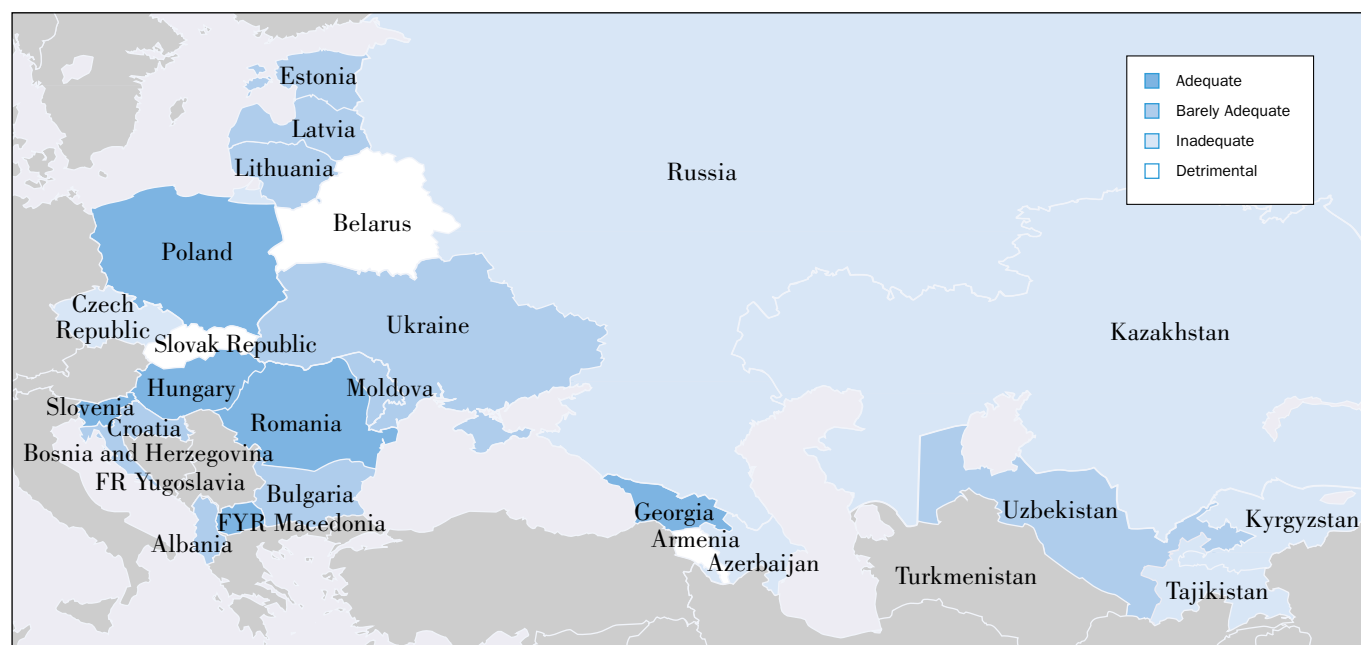 Estonia
Latvia
Lithuania
Belarus
Russia
Adequate
Barely Adequate
Inadequate
Detrimental
Poland
Czech
Republic
Slovak Republic
Ukraine
Kazakhstan
Hungary
Moldova
Slovenia
Romania
Croatia
Bosnia and Herzegovina
FR Yugoslavia
Bulgaria
FYR Macedonia
Albania
Georgia
Armenia
Azerbaijan
Uzbekistan
Kyrgyzstan
Turkmenistan
Tajikistan